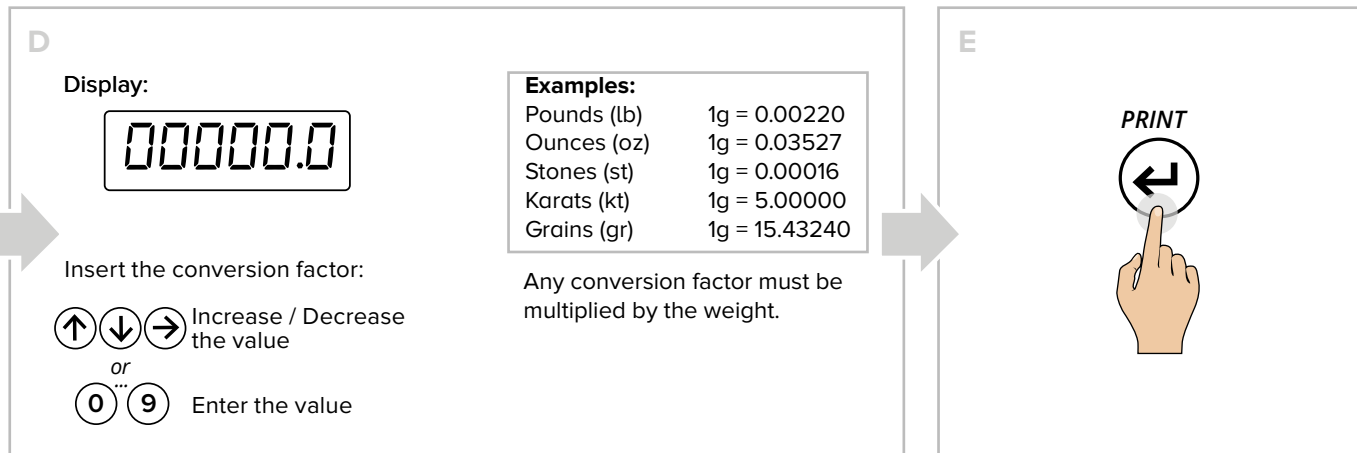 D
Display:
00000.0
Insert the conversion factor:
Increase / Decrease
the value
or
...
0 9 Enter the value
Examples:
Pounds (lb) 1g = 0.00220
Ounces (oz) 1g = 0.03527
Stones (st) 1g = 0.00016
Karats (kt) 1g = 5.00000
Grains (gr) 1g = 15.43240
Any conversion factor must be
multiplied by the weight.
E
PRINT